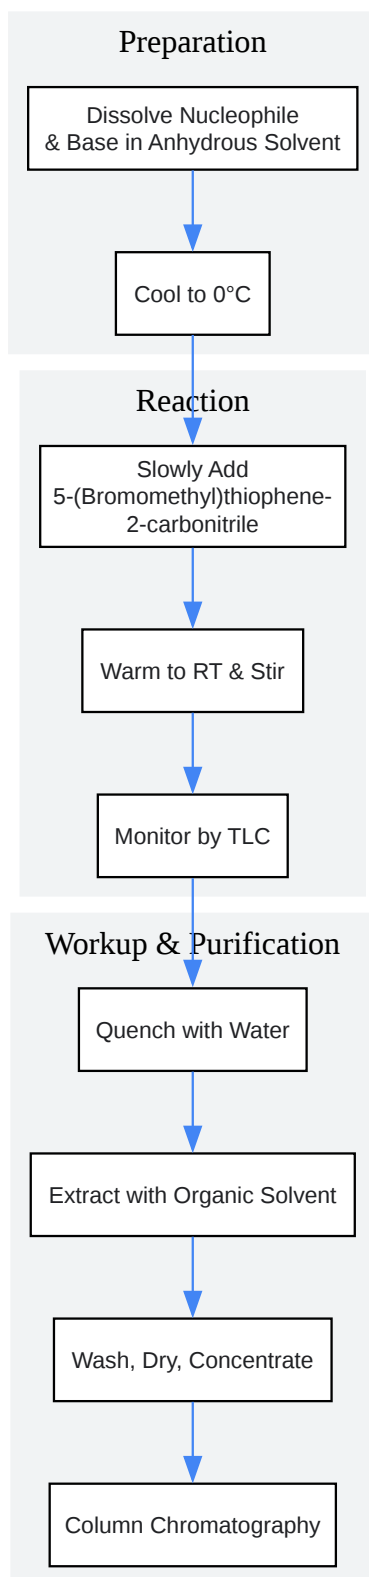 Preparation
Dissolve Nucleophile
& Base in Anhydrous Solvent
Cool to 0°C
Reaction
Slowly Add
5-(Bromomethyl)thiophene-
2-carbonitrile
Warm to RT & Stir
Monitor by TLC
Workup & Purification
Quench with Water
Extract with Organic Solvent
Wash, Dry, Concentrate
Column Chromatography